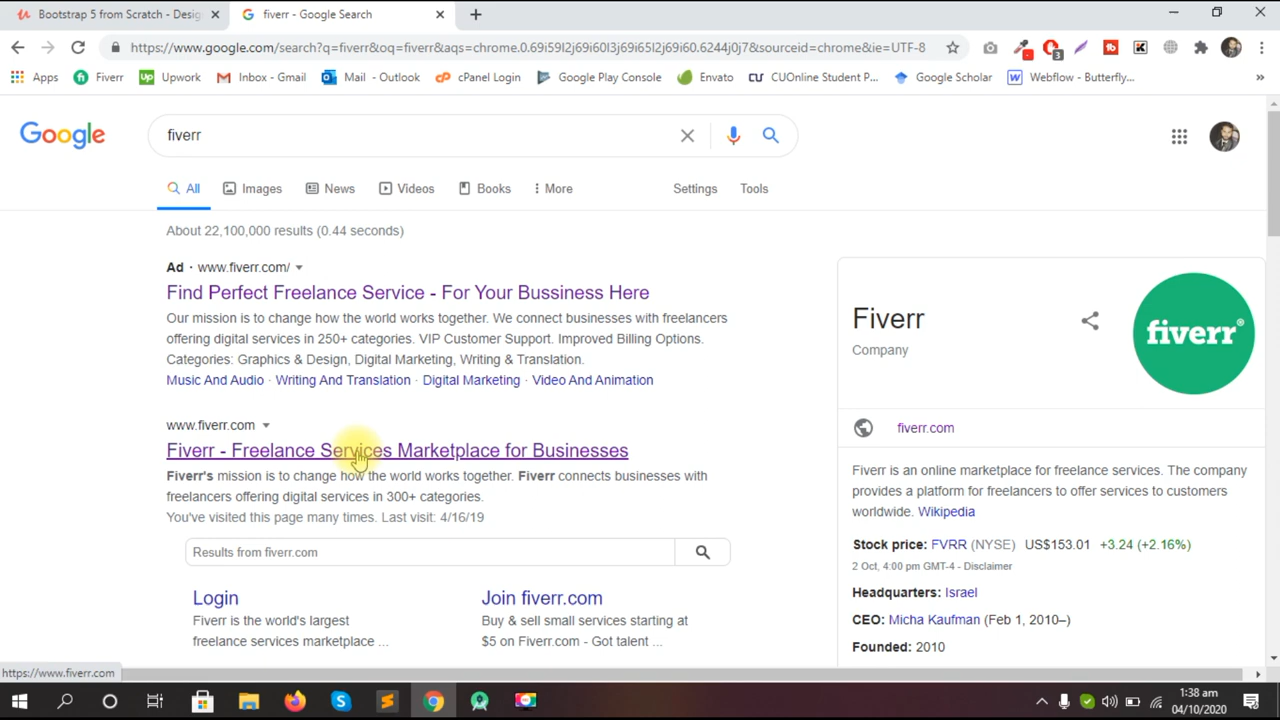 Bootstrap 5 from Scratch - Desig
fiverr - Google Search
https://www.google.com/search?q=fiverr&oq=fiverr&aqs=chrome.0.69i59l2j69i60l3j69i65l2j69i60.6244j0j7&sourceid=chrome&ie=UTF-8
3
Apps
Fiverr
Upwork
Inbox - Gmail
Mail - Outlook
cPanel Login
Google Play Console
Envato
CUOnline Student P...
Google Scholar
Webflow - Butterfly...
Google
fiverr
All
Images
News
Videos
Books
More
Settings
Tools
About 22,100,000 results (0.44 seconds)
Ad · www.fiverr.com/
Find Perfect Freelance Service - For Your Bussiness Here
Our mission is to change how the world works together. We connect businesses with freelancers
offering digital services in 250+ categories. VIP Customer Support. Improved Billing Options.
Categories: Graphics & Design, Digital Marketing, Writing & Translation.
Music And Audio · Writing And Translation · Digital Marketing · Video And Animation
www.fiverr.com
Fiverr - Freelance Services Marketplace for Businesses
Fiverr's mission is to change how the world works together. Fiverr connects businesses with
freelancers offering digital services in 300+ categories.
You've visited this page many times. Last visit: 4/16/19
Results from fiverr.com
Login
Fiverr is the world's largest
freelance services marketplace ...
Join fiverr.com
Buy & sell small services starting at
$5 on Fiverr.com - Got talent ...
Fiverr
Company
fiverr®
fiverr.com
Fiverr is an online marketplace for freelance services. The company
provides a platform for freelancers to offer services to customers
worldwide. Wikipedia
Stock price: FVRR (NYSE) US$153.01 +3.24 (+2.16%)
2 Oct, 4:00 pm GMT-4 - Disclaimer
Headquarters: Israel
CEO: Micha Kaufman (Feb 1, 2010–)
Founded: 2010
https://www.fiverr.com
1:38 am
04/10/2020